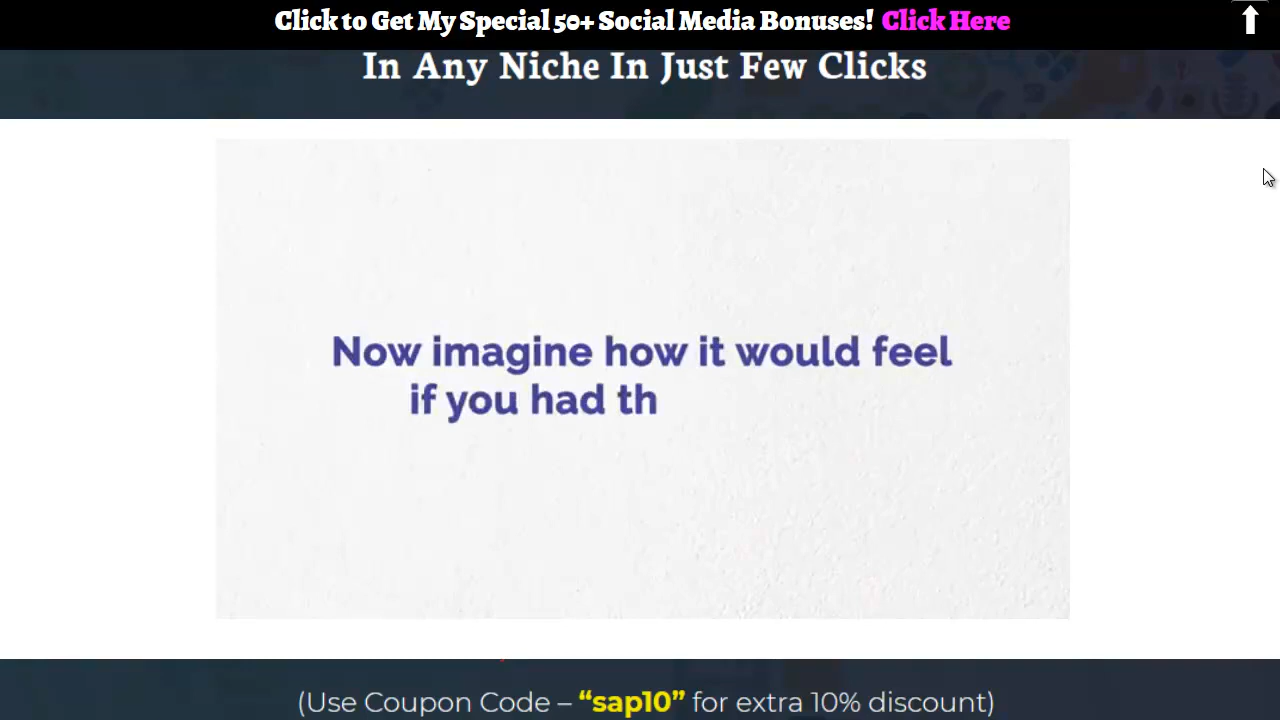 Click to Get My Special 50+ Social Media Bonuses! Click Here
In Any Niche In Just Few Clicks
Now imagine how it would feel
if you had th
(Use Coupon Code – “sap10” for extra 10% discount)